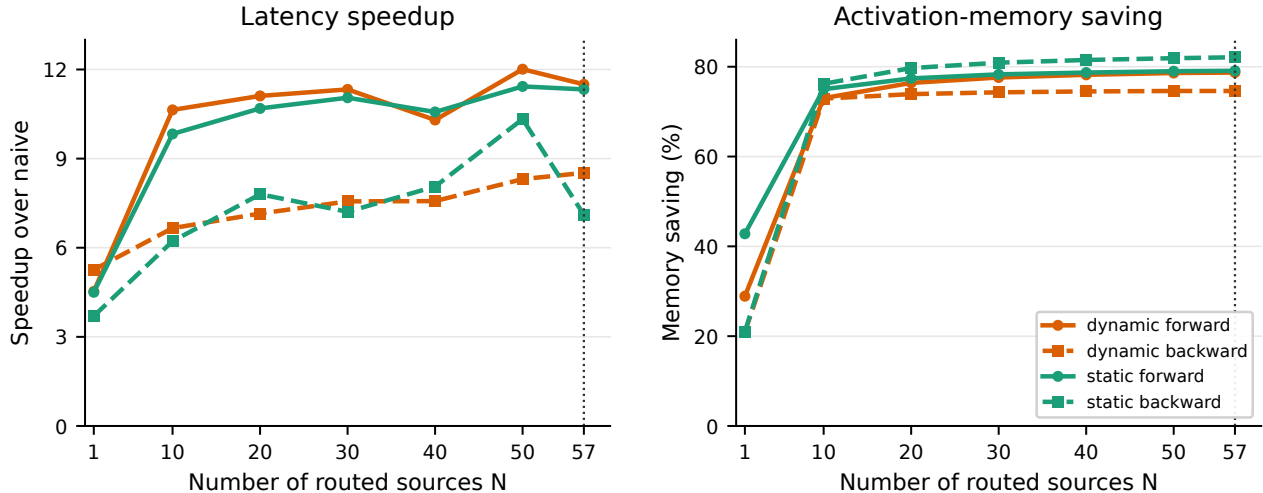 Latency speedup
Speedup over naive
12
9
6
3
0
1 10 20 30 40 50 57
Number of routed sources N
Activation-memory saving
Memory saving (%)
80
60
40
20
0
dynamic forward
dynamic backward
static forward
static backward
1 10 20 30 40 50 57
Number of routed sources N